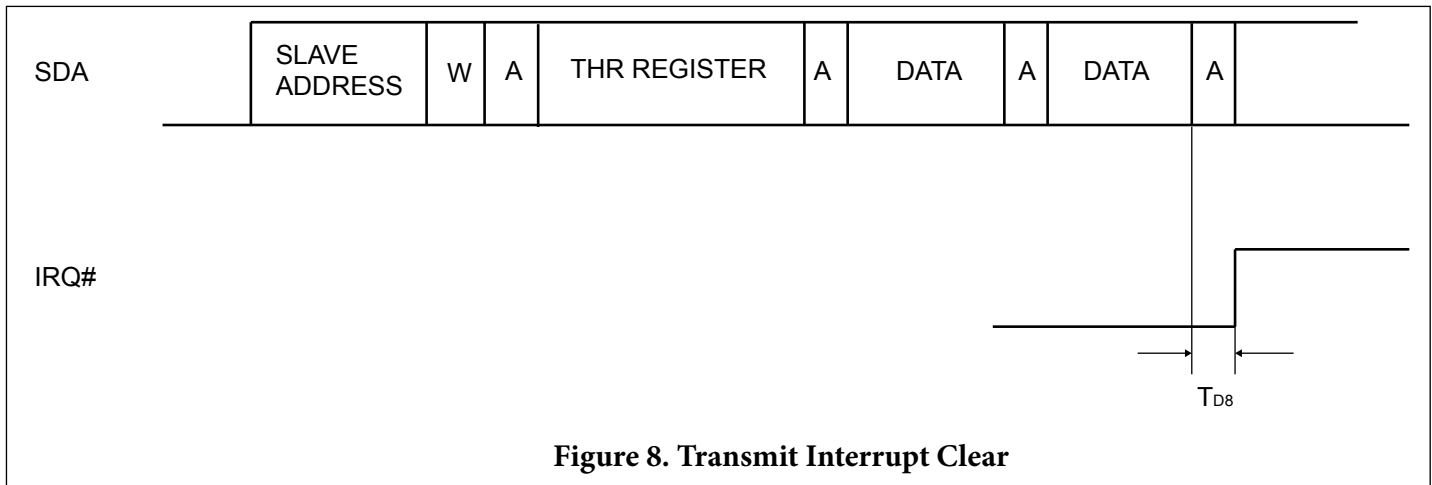 SDA
SLAVE
ADDRESS
W
A
THR REGISTER
A
DATA
A
DATA
A
IRQ#
TD8
Figure 8. Transmit Interrupt Clear